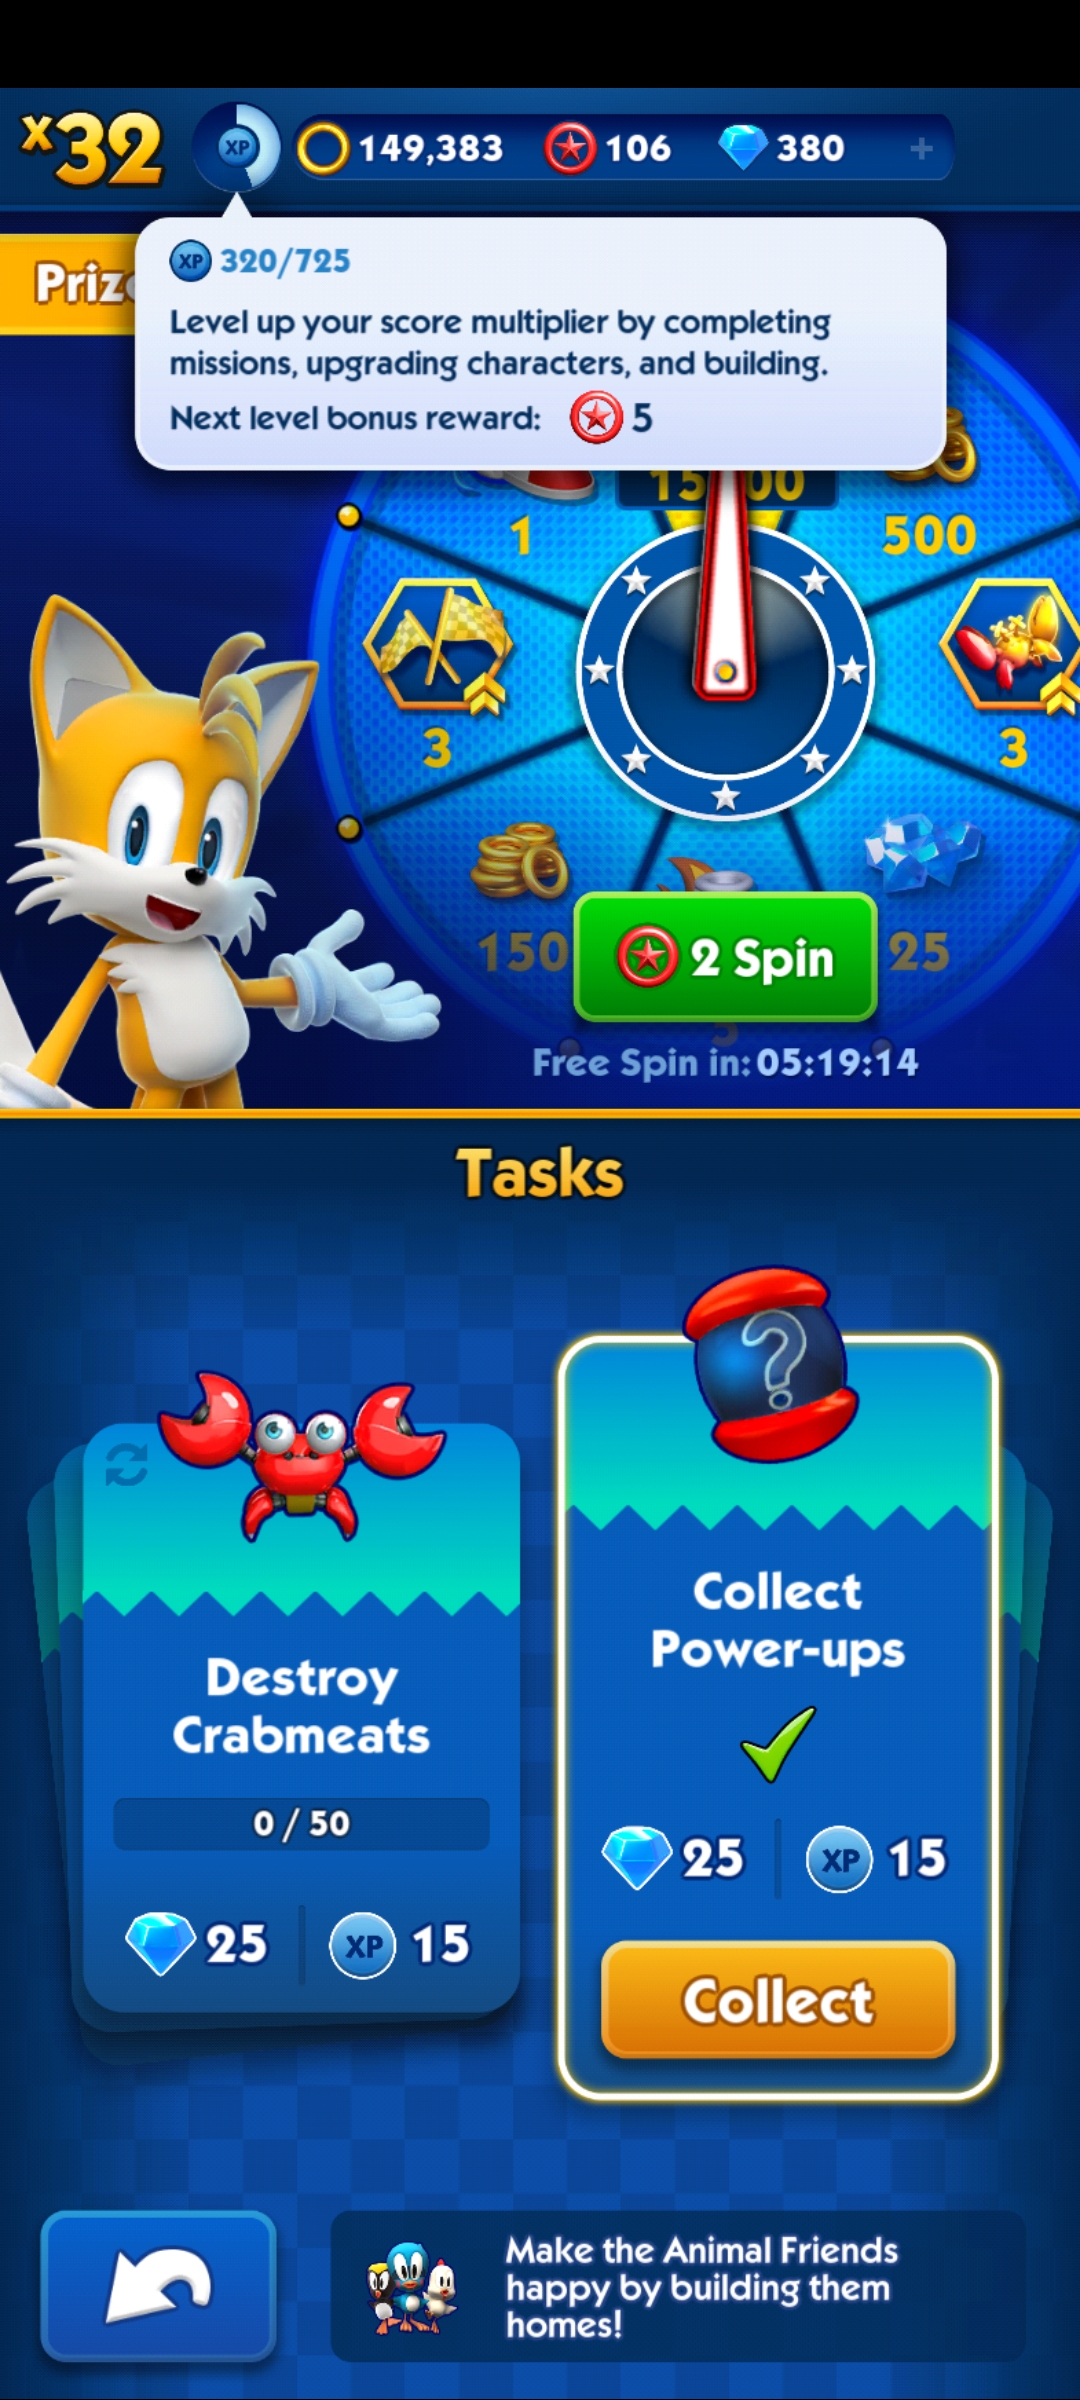 x32
XP
149,383
106
380
+
XP 320/725
Level up your score multiplier by completing
missions, upgrading characters, and building.
Next level bonus reward: 5
1
500
3
3
150
2 Spin
25
Free Spin in: 05:19:14
Tasks
Destroy
Crabmeats
0 / 50
25
XP 15
?
Collect
Power-ups
25
XP 15
Collect
Make the Animal Friends
happy by building them
homes!